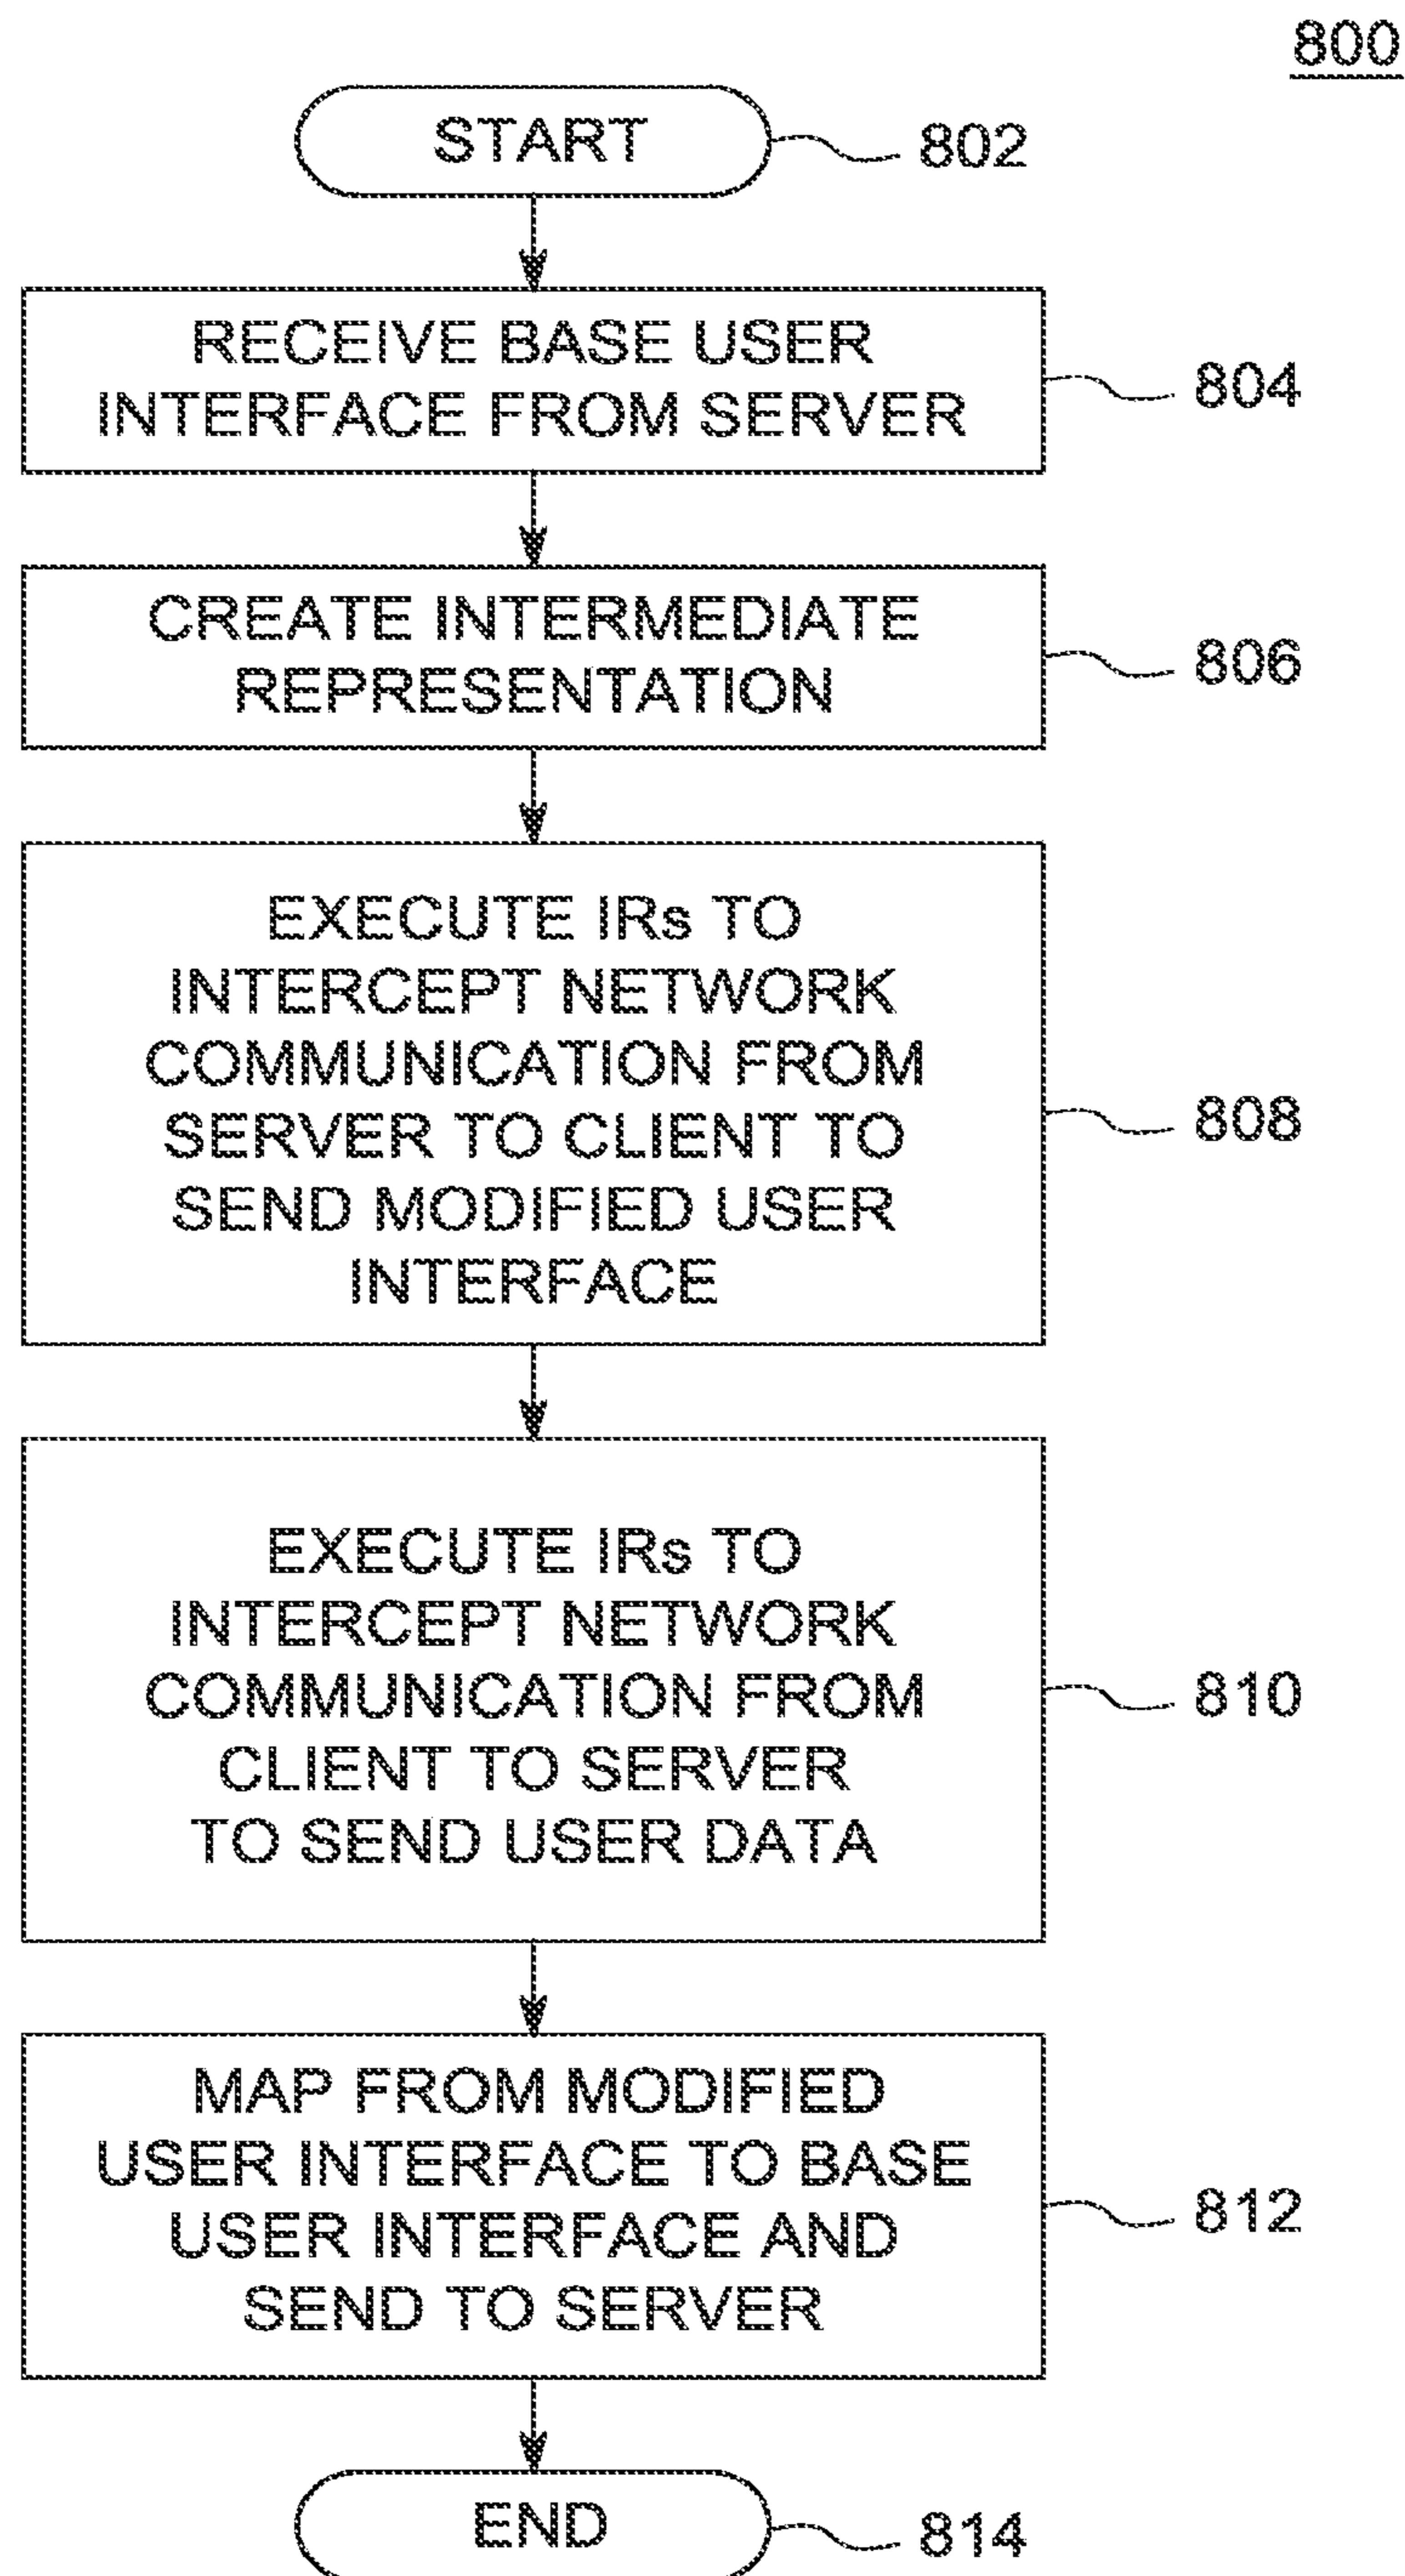 800
START
802
RECEIVE BASE USER
INTERFACE FROM SERVER
804
CREATE INTERMEDIATE
REPRESENTATION
806
EXECUTE IRs TO
INTERCEPT NETWORK
COMMUNICATION FROM
SERVER TO CLIENT TO
SEND MODIFIED USER
INTERFACE
808
EXECUTE IRs TO
INTERCEPT NETWORK
COMMUNICATION FROM
CLIENT TO SERVER
TO SEND USER DATA
810
MAP FROM MODIFIED
USER INTERFACE TO BASE
USER INTERFACE AND
SEND TO SERVER
812
END
814